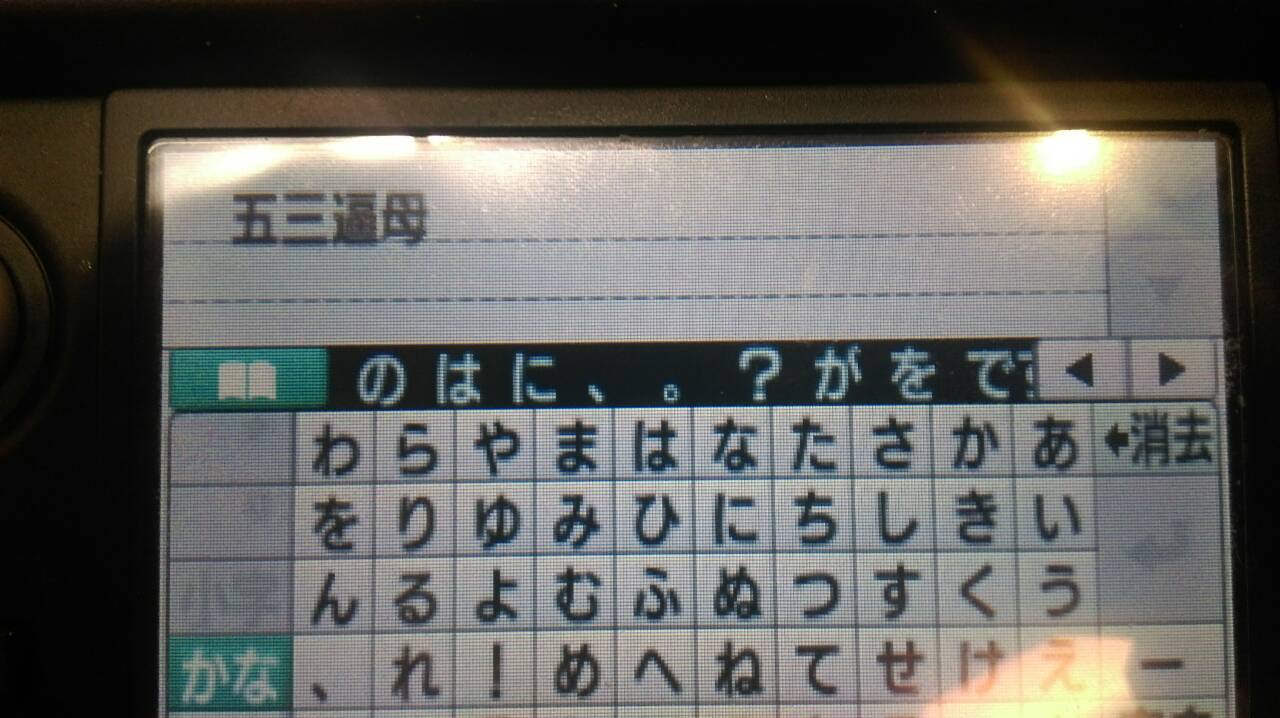 五三逼母
のはに、。?がをで
わらやまはなたさかあ←消去
をりゆみひにちしきい
んるよむふぬつすくう
かな、れ!めへねてせけえー